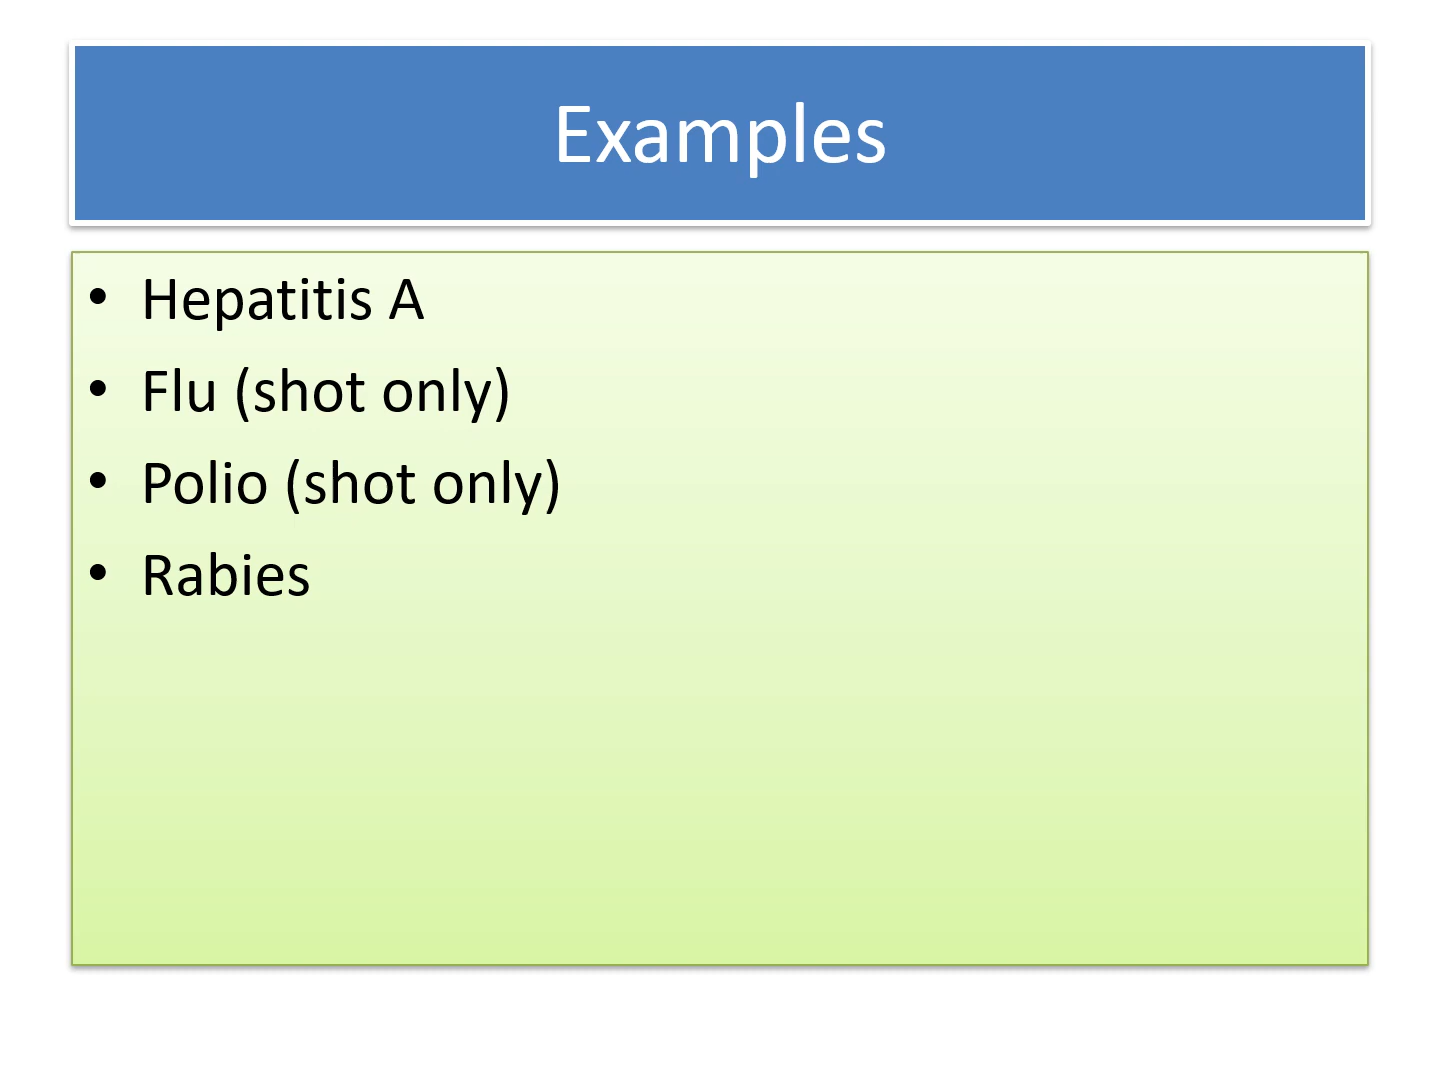 Examples
• Hepatitis A
• Flu (shot only)
• Polio (shot only)
• Rabies